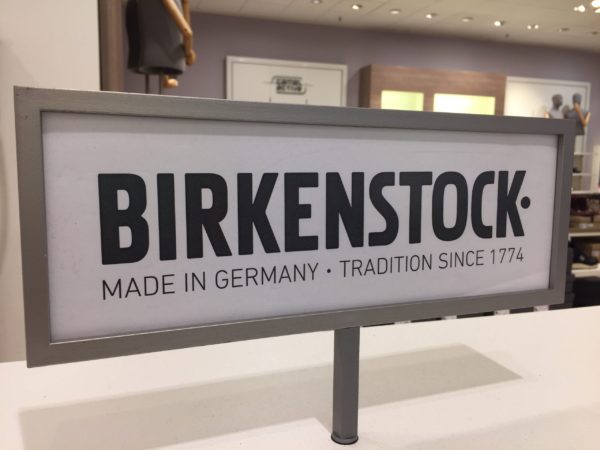 BIRKENSTOCK•
MADE IN GERMANY • TRADITION SINCE 1774